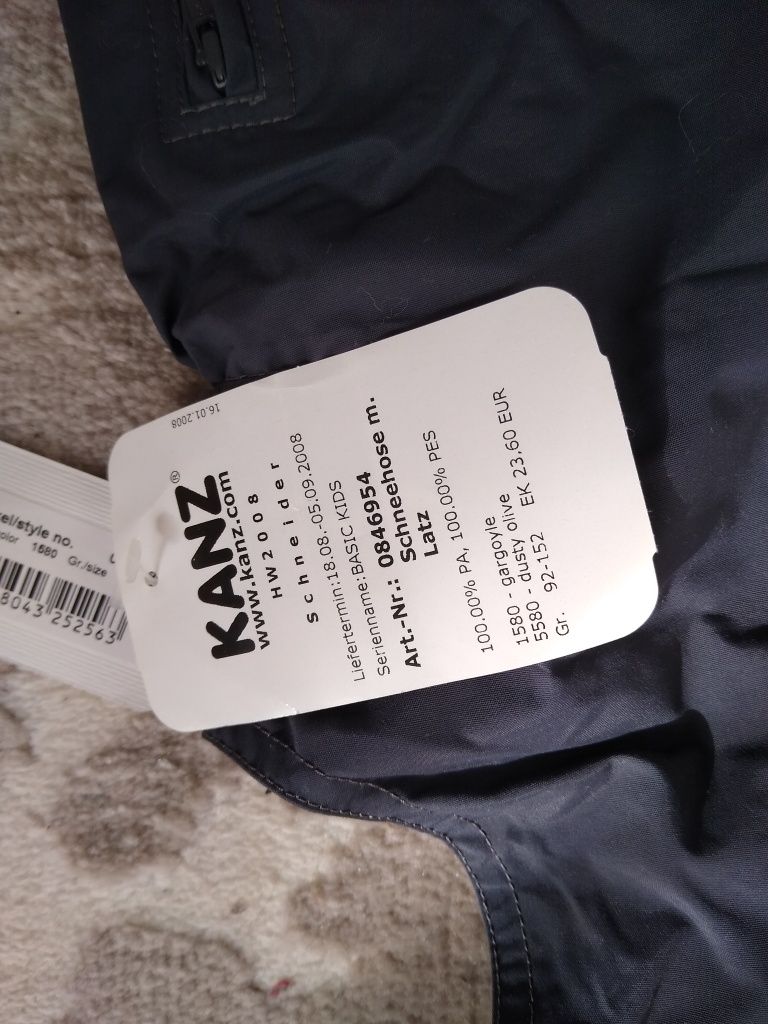 16.01.2008
KANZ®
www.kanz.com
HW2008
schneider
Liefertermin:18.08.-05.09.2008
Serienname:BASIC KIDS
Art.-Nr.: 0846954
Schneehose m.
Latz
100.00% PA, 100.00% PES
1580 - gargoyle
5580 - dusty olive
Gr. 92-152 EK 23,60 EUR
/style no.
1580 Gr./size
8043 252563